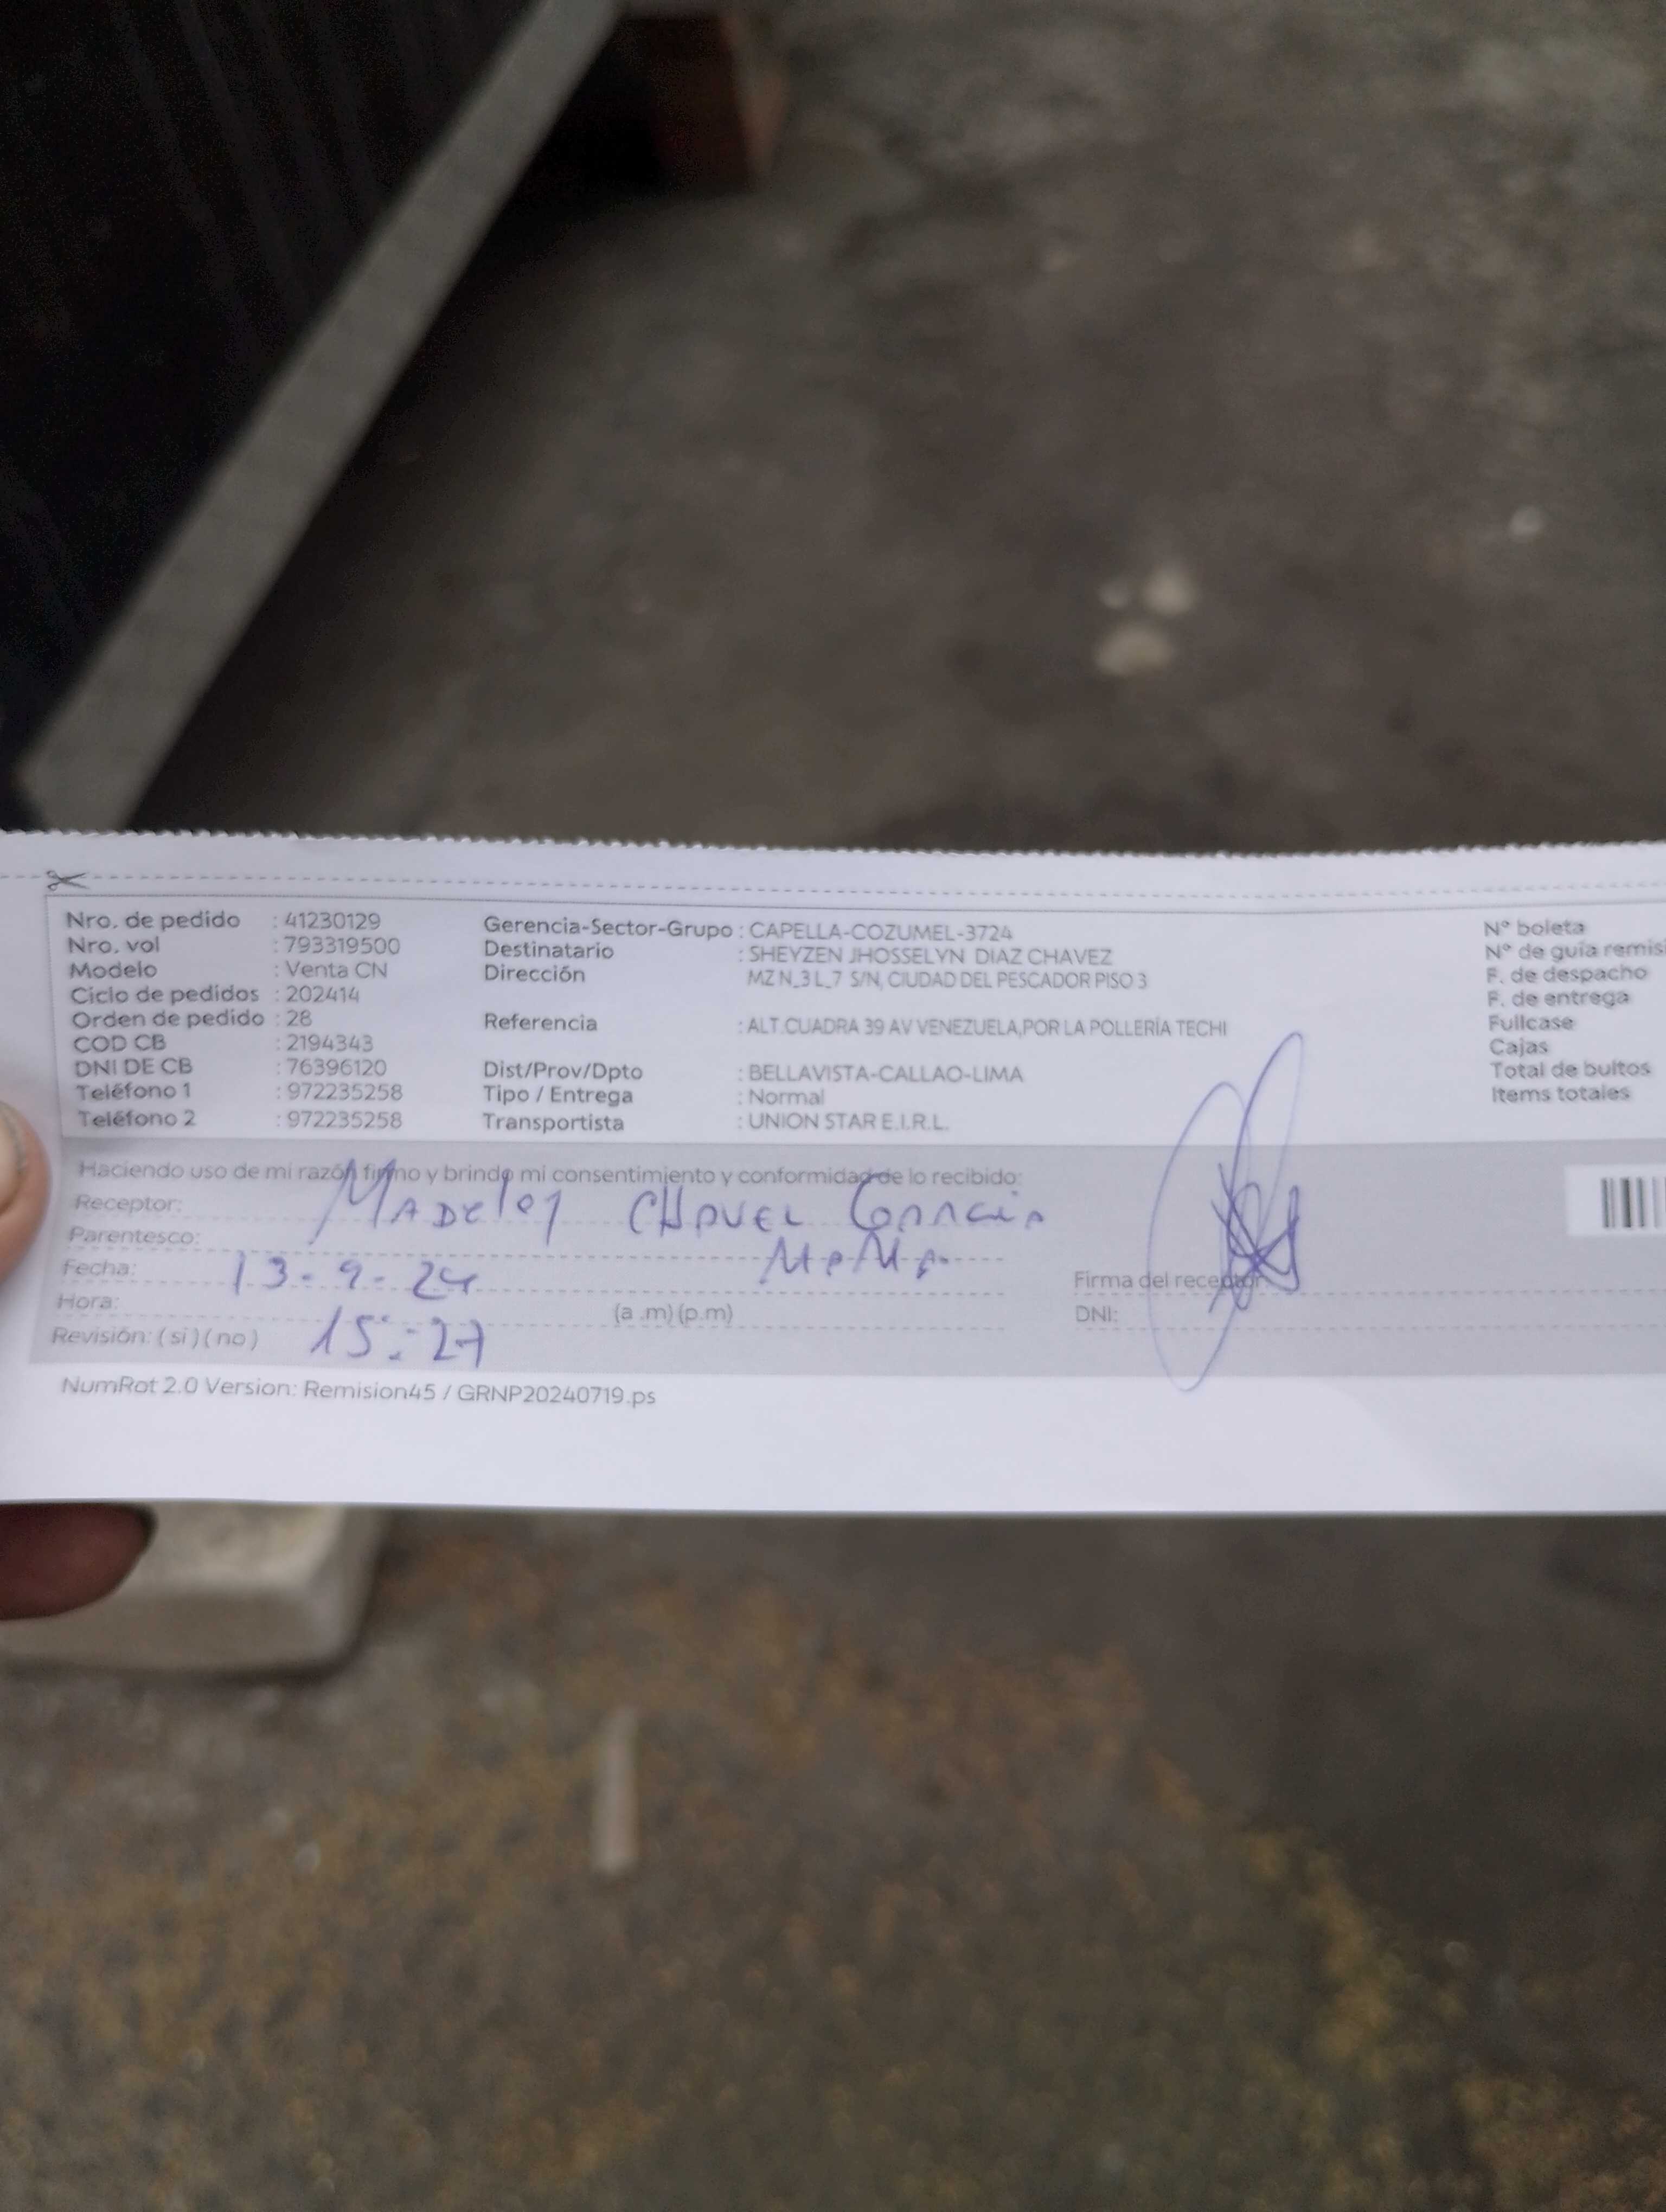 Nro. de pedido : 41230129 Gerencia-Sector-Grupo : CAPELLA-COZUMEL-3724 N° boleta
Nro. vol : 793319500 Destinatario : SHEYZEN JHOSSELYN DIAZ CHAVEZ N° de guía remisi
Modelo : Venta CN Dirección MZ N_3 L_7 S/N, CIUDAD DEL PESCADOR PISO 3 F. de despacho
Ciclo de pedidos : 202414 F. de entrega
Orden de pedido : 28 Referencia : ALT.CUADRA 39 AV VENEZUELA,POR LA POLLERÍA TECHI Fullcase
COD CB : 2194343 Cajas
DNI DE CB : 76396120 Dist/Prov/Dpto : BELLAVISTA-CALLAO-LIMA Total de bultos
Teléfono 1 : 972235258 Tipo / Entrega : Normal Items totales
Teléfono 2 : 972235258 Transportista : UNION STAR E.I.R.L.
Haciendo uso de mi razón firmo y brindo mi consentimiento y conformidad de lo recibido:
Receptor:
Parentesco:
Fecha: 13-9-24 Firma del receptor
Hora: (a .m) (p.m) DNI:
Revisión: ( si ) ( no ) 15:27
NumRot 2.0 Version: Remision45 / GRNP20240719.ps